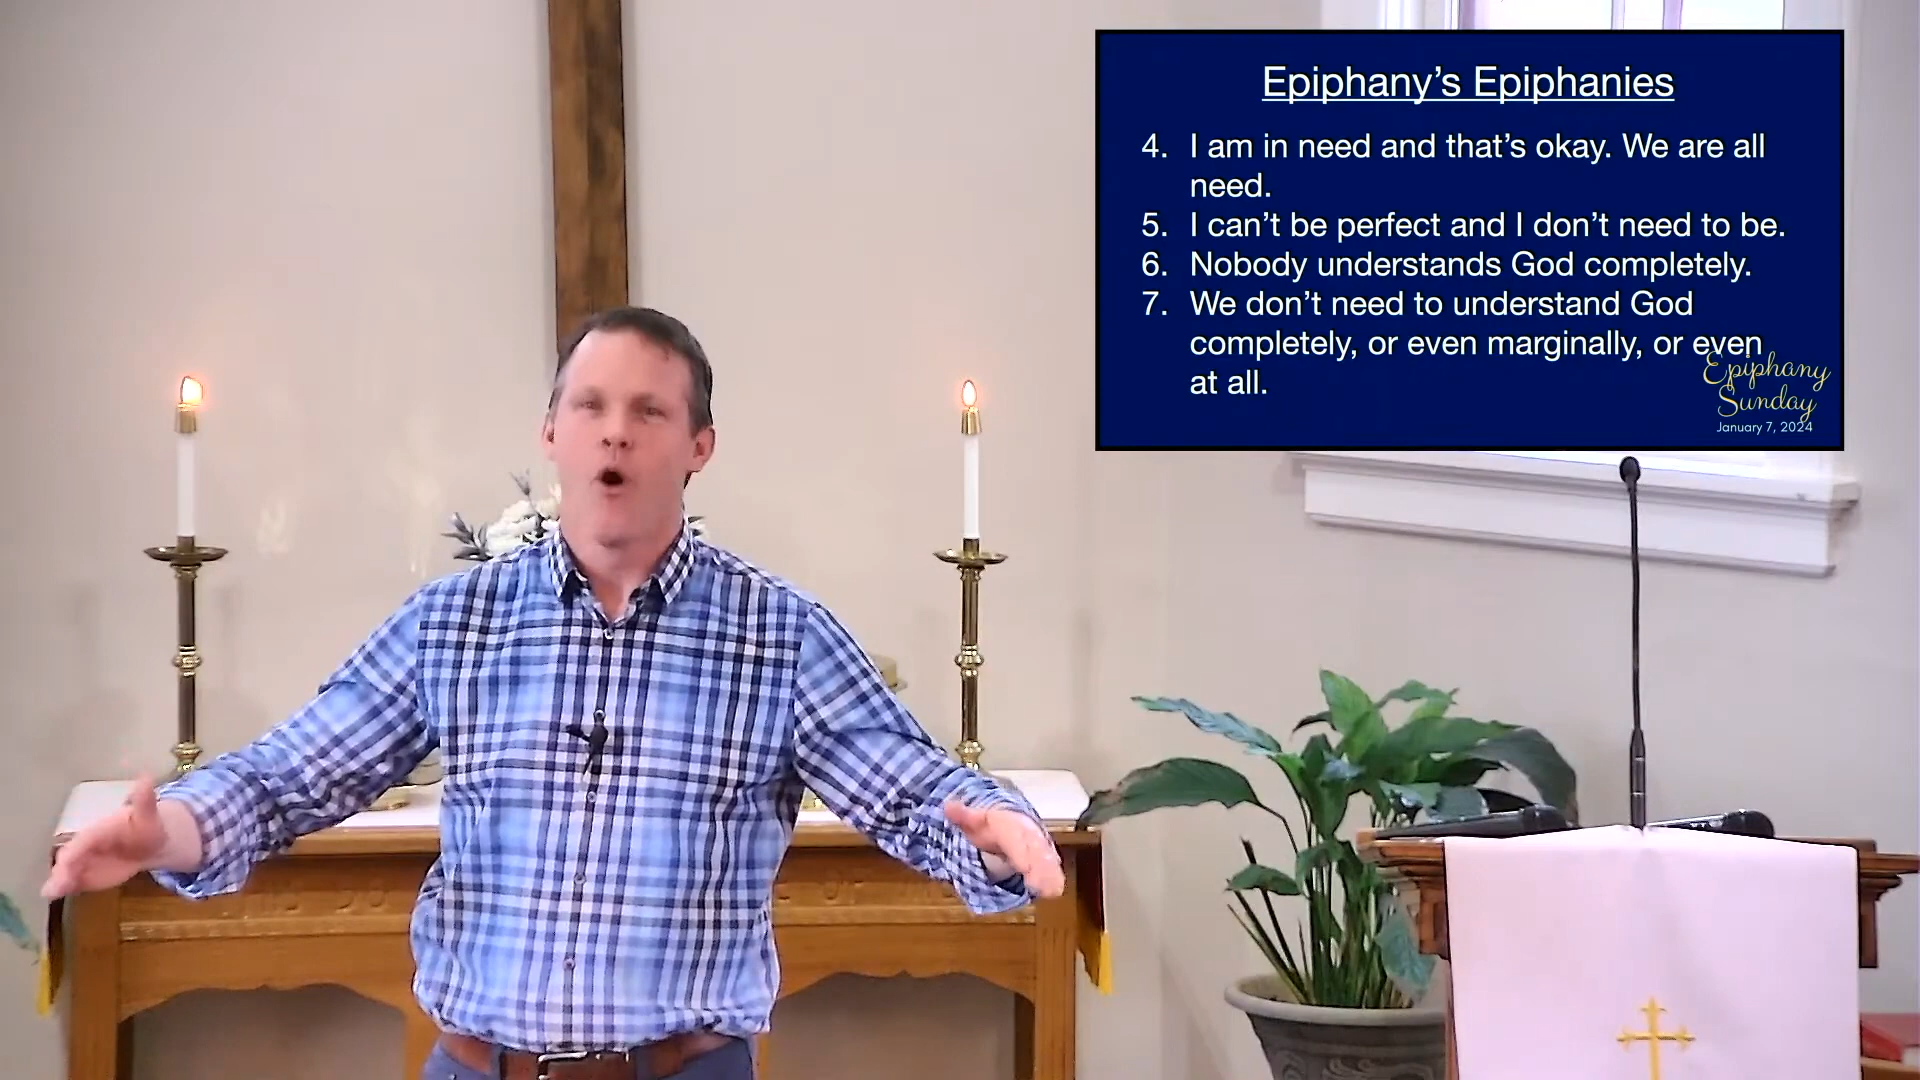 Epiphany’s Epiphanies
4. I am in need and that’s okay. We are all
need.
5. I can’t be perfect and I don’t need to be.
6. Nobody understands God completely.
7. We don’t need to understand God
completely, or even marginally, or even
at all.
Epiphany
Sunday
January 7, 2024